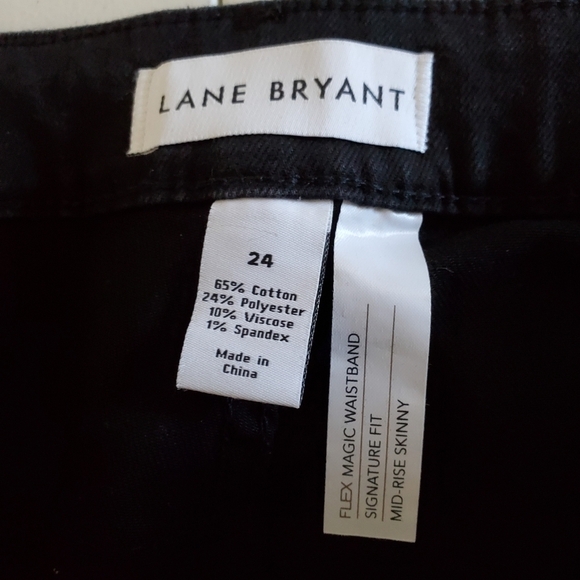 LANE BRYANT
24
65% Cotton
24% Polyester
10% Viscose
1% Spandex
Made in
China
FLEX MAGIC WAISTBAND
SIGNATURE FIT
MID-RISE SKINNY